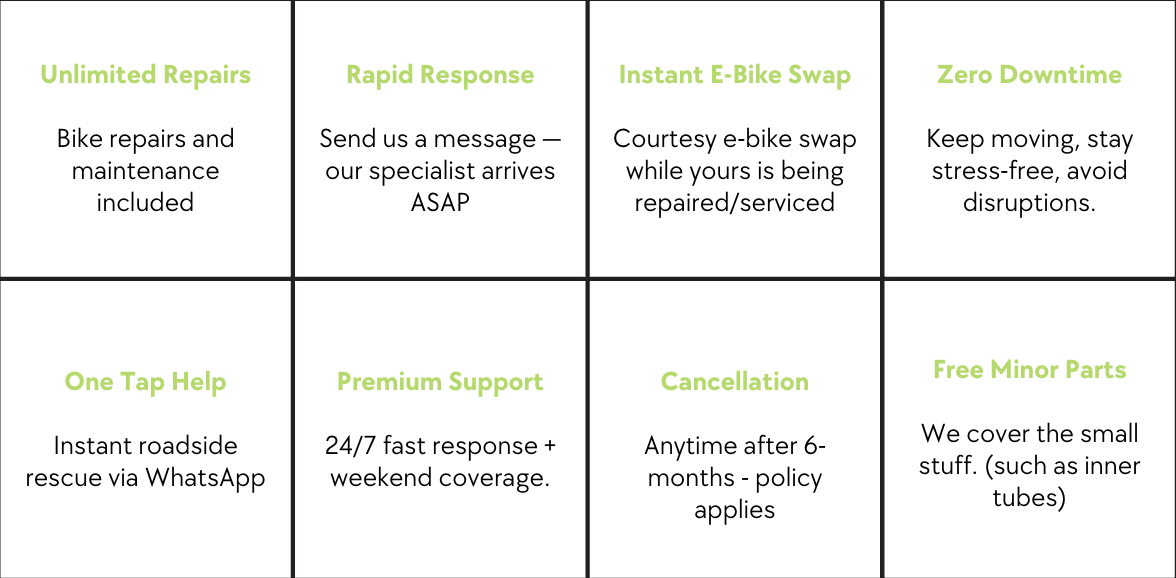 Unlimited Repairs
Bike repairs and
maintenance
included
Rapid Response
Send us a message —
our specialist arrives
ASAP
Instant E-Bike Swap
Courtesy e-bike swap
while yours is being
repaired/serviced
Zero Downtime
Keep moving, stay
stress-free, avoid
disruptions.
One Tap Help
Instant roadside
rescue via WhatsApp
Premium Support
24/7 fast response +
weekend coverage.
Cancellation
Anytime after 6-
months - policy
applies
Free Minor Parts
We cover the small
stuff. (such as inner
tubes)